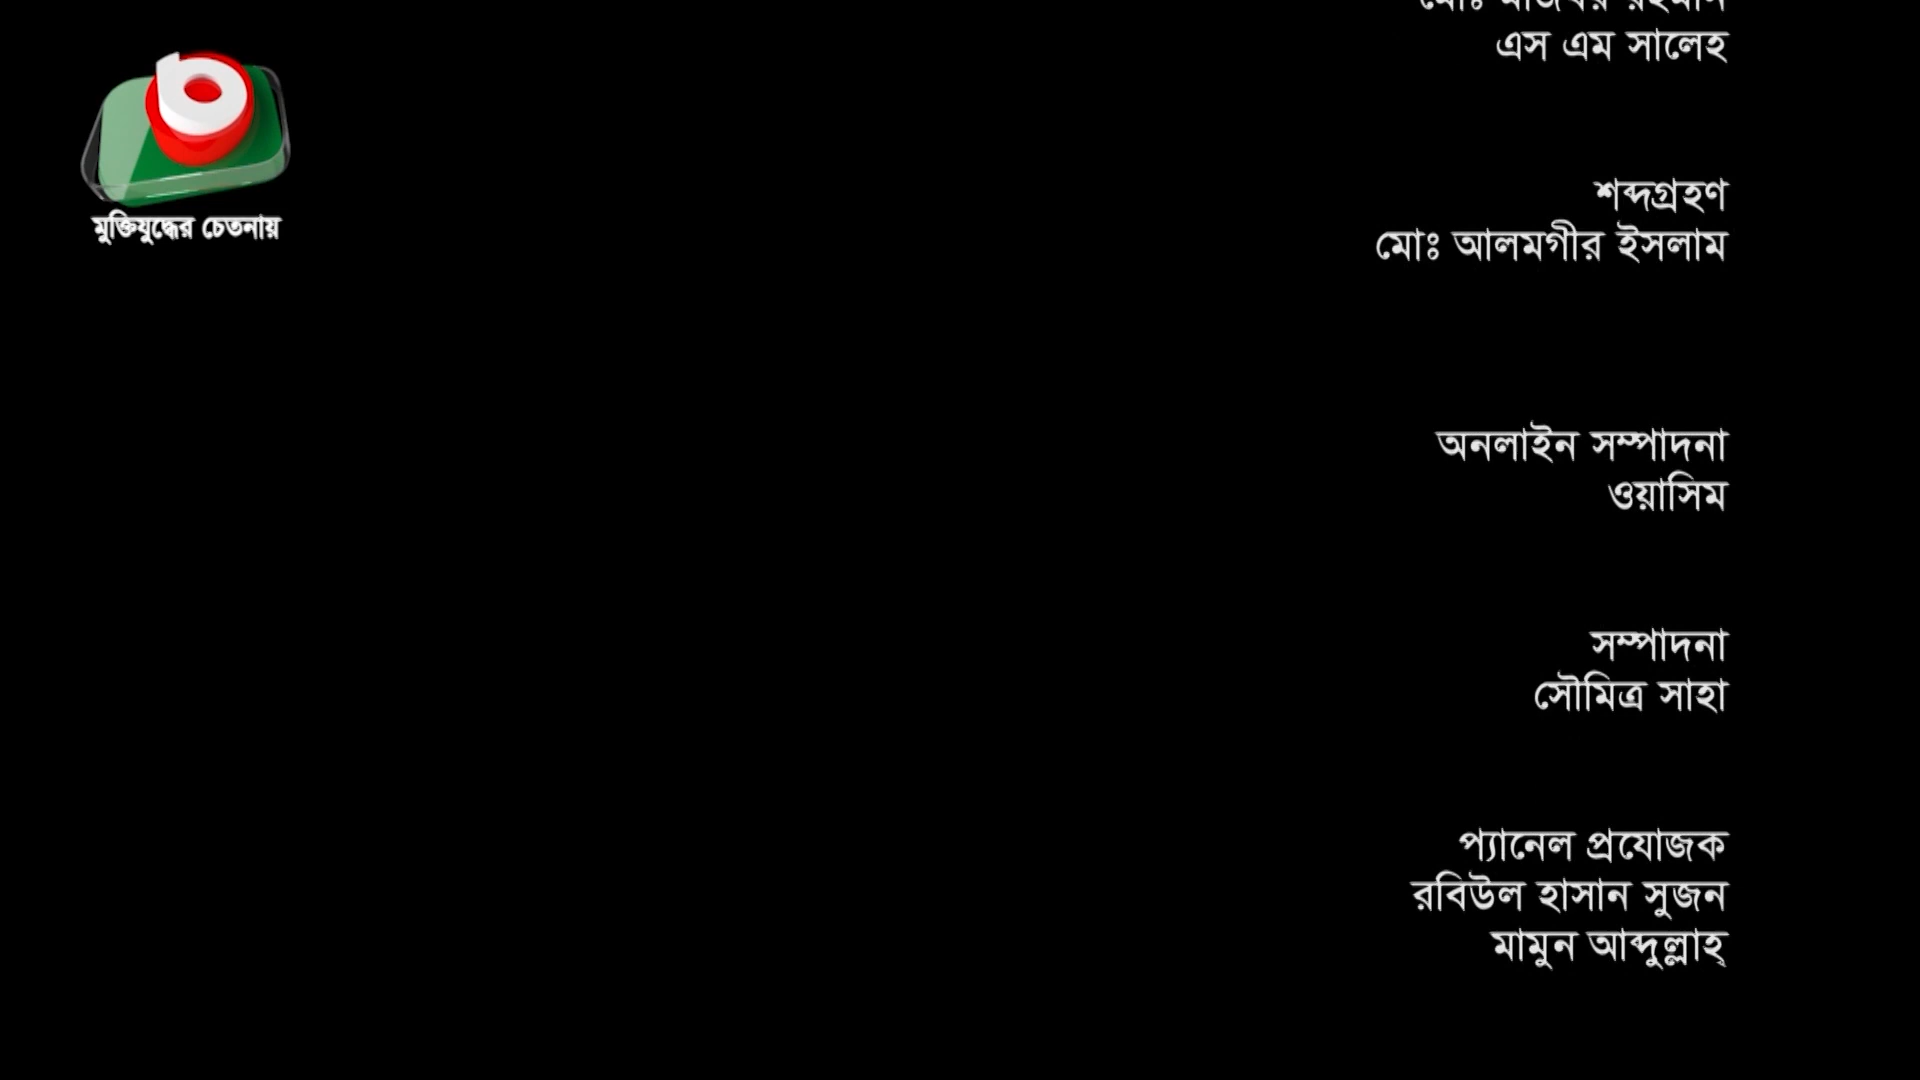 মুক্তিযুদ্ধের চেতনায়
এস এম সালেহ
শব্দগ্রহণ
মোঃ আলমগীর ইসলাম
অনলাইন সম্পাদনা
ওয়াসিম
সম্পাদনা
সৌমিত্র সাহা
প্যানেল প্রযোজক
রবিউল হাসান সুজন
মামুন আব্দুল্লাহ্